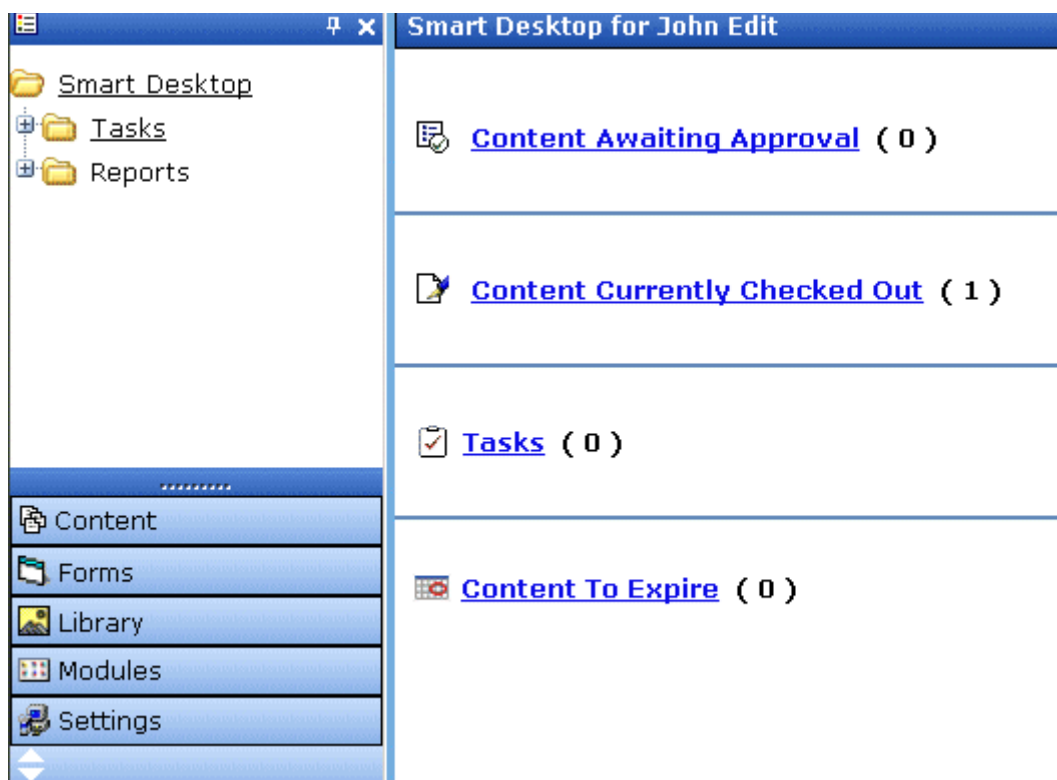 Smart Desktop for John Edit
Smart Desktop
Tasks
Reports
Content Awaiting Approval ( 0 )
Content Currently Checked Out ( 1 )
Tasks ( 0 )
Content To Expire ( 0 )
Content
Forms
Library
Modules
Settings